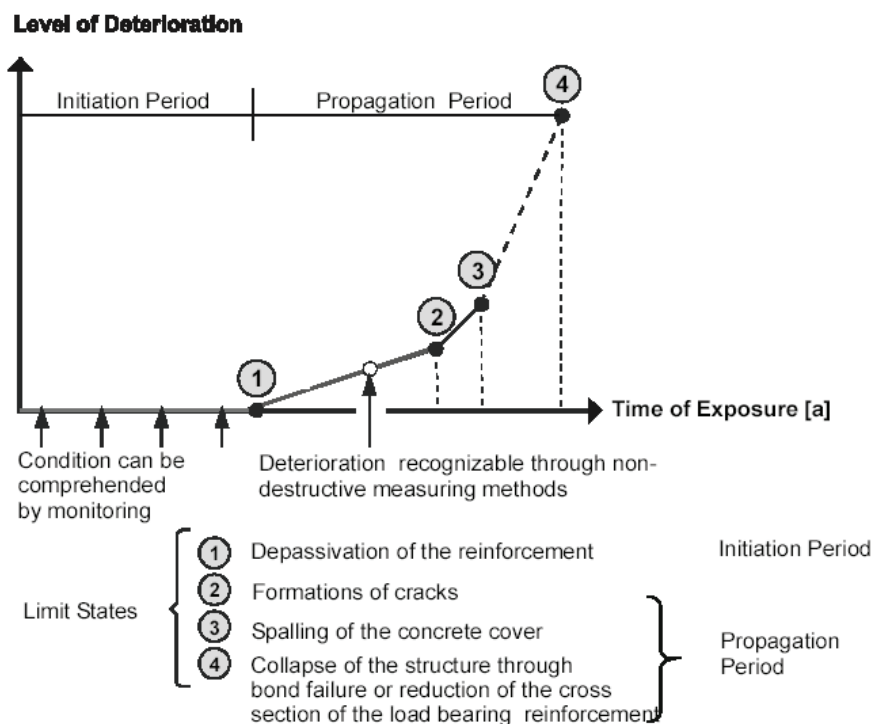 Level of Deterioration
4
Initiation Period
Propagation Period
3
2
1
Time of Exposure [a]
Condition can be
comprehended
by monitoring
Deterioration recognizable through non-
destructive measuring methods
Limit States
1 Depassivation of the reinforcement
Initiation Period
2 Formations of cracks
3 Spalling of the concrete cover
4 Collapse of the structure through
bond failure or reduction of the cross
section of the load bearing reinforcement
Propagation
Period